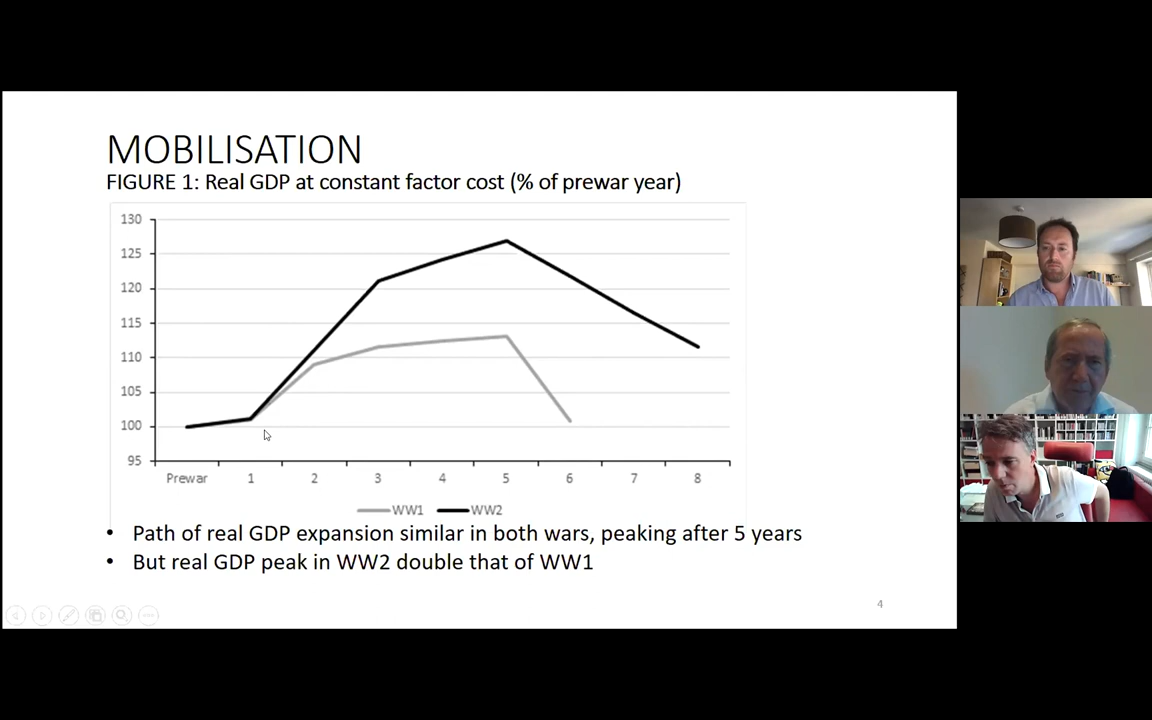 MOBILISATION
FIGURE 1: Real GDP at constant factor cost (% of prewar year)
130
125
120
115
110
105
100
95
Prewar 1 2 3 4 5 6 7 8
WW1 WW2
• Path of real GDP expansion similar in both wars, peaking after 5 years
• But real GDP peak in WW2 double that of WW1
4